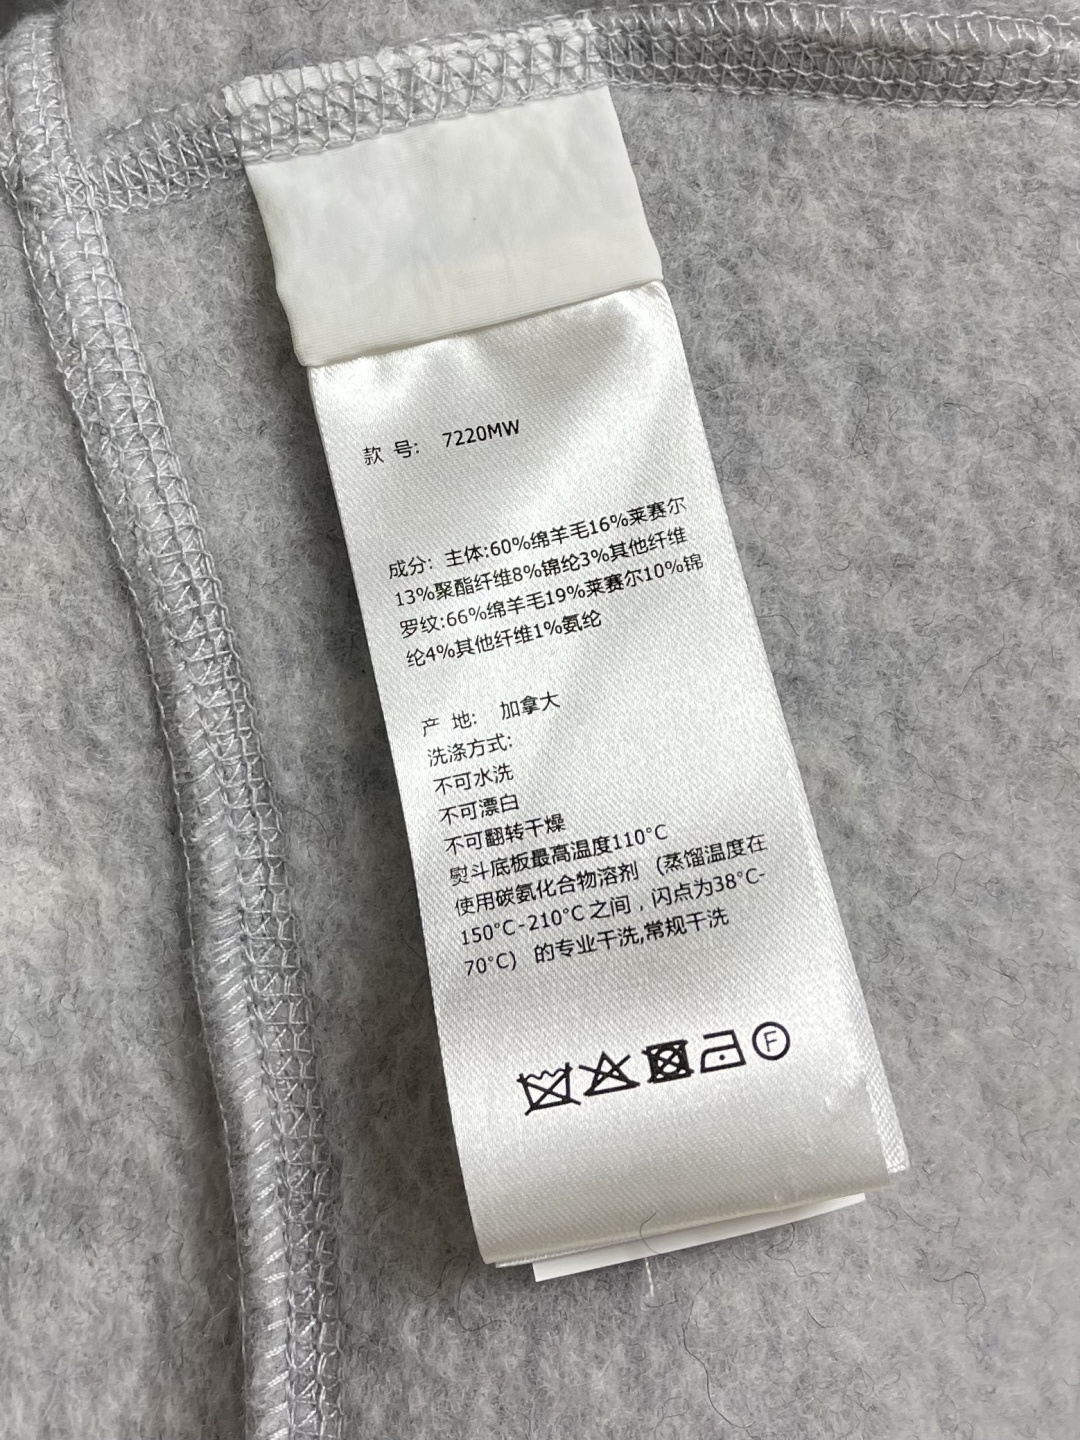 款 号: 7220MW
成分: 主体:60%绵羊毛16%莱赛尔
13%聚酯纤维8%锦纶3%其他纤维
罗纹:66%绵羊毛19%莱赛尔10%锦
纶4%其他纤维1%氨纶
产 地: 加拿大
洗涤方式:
不可水洗
不可漂白
不可翻转干燥
熨斗底板最高温度110°C
使用碳氨化合物溶剂 (蒸馏温度在
150°C-210°C之间，闪点为38°C-
70°C) 的专业干洗,常规干洗
F